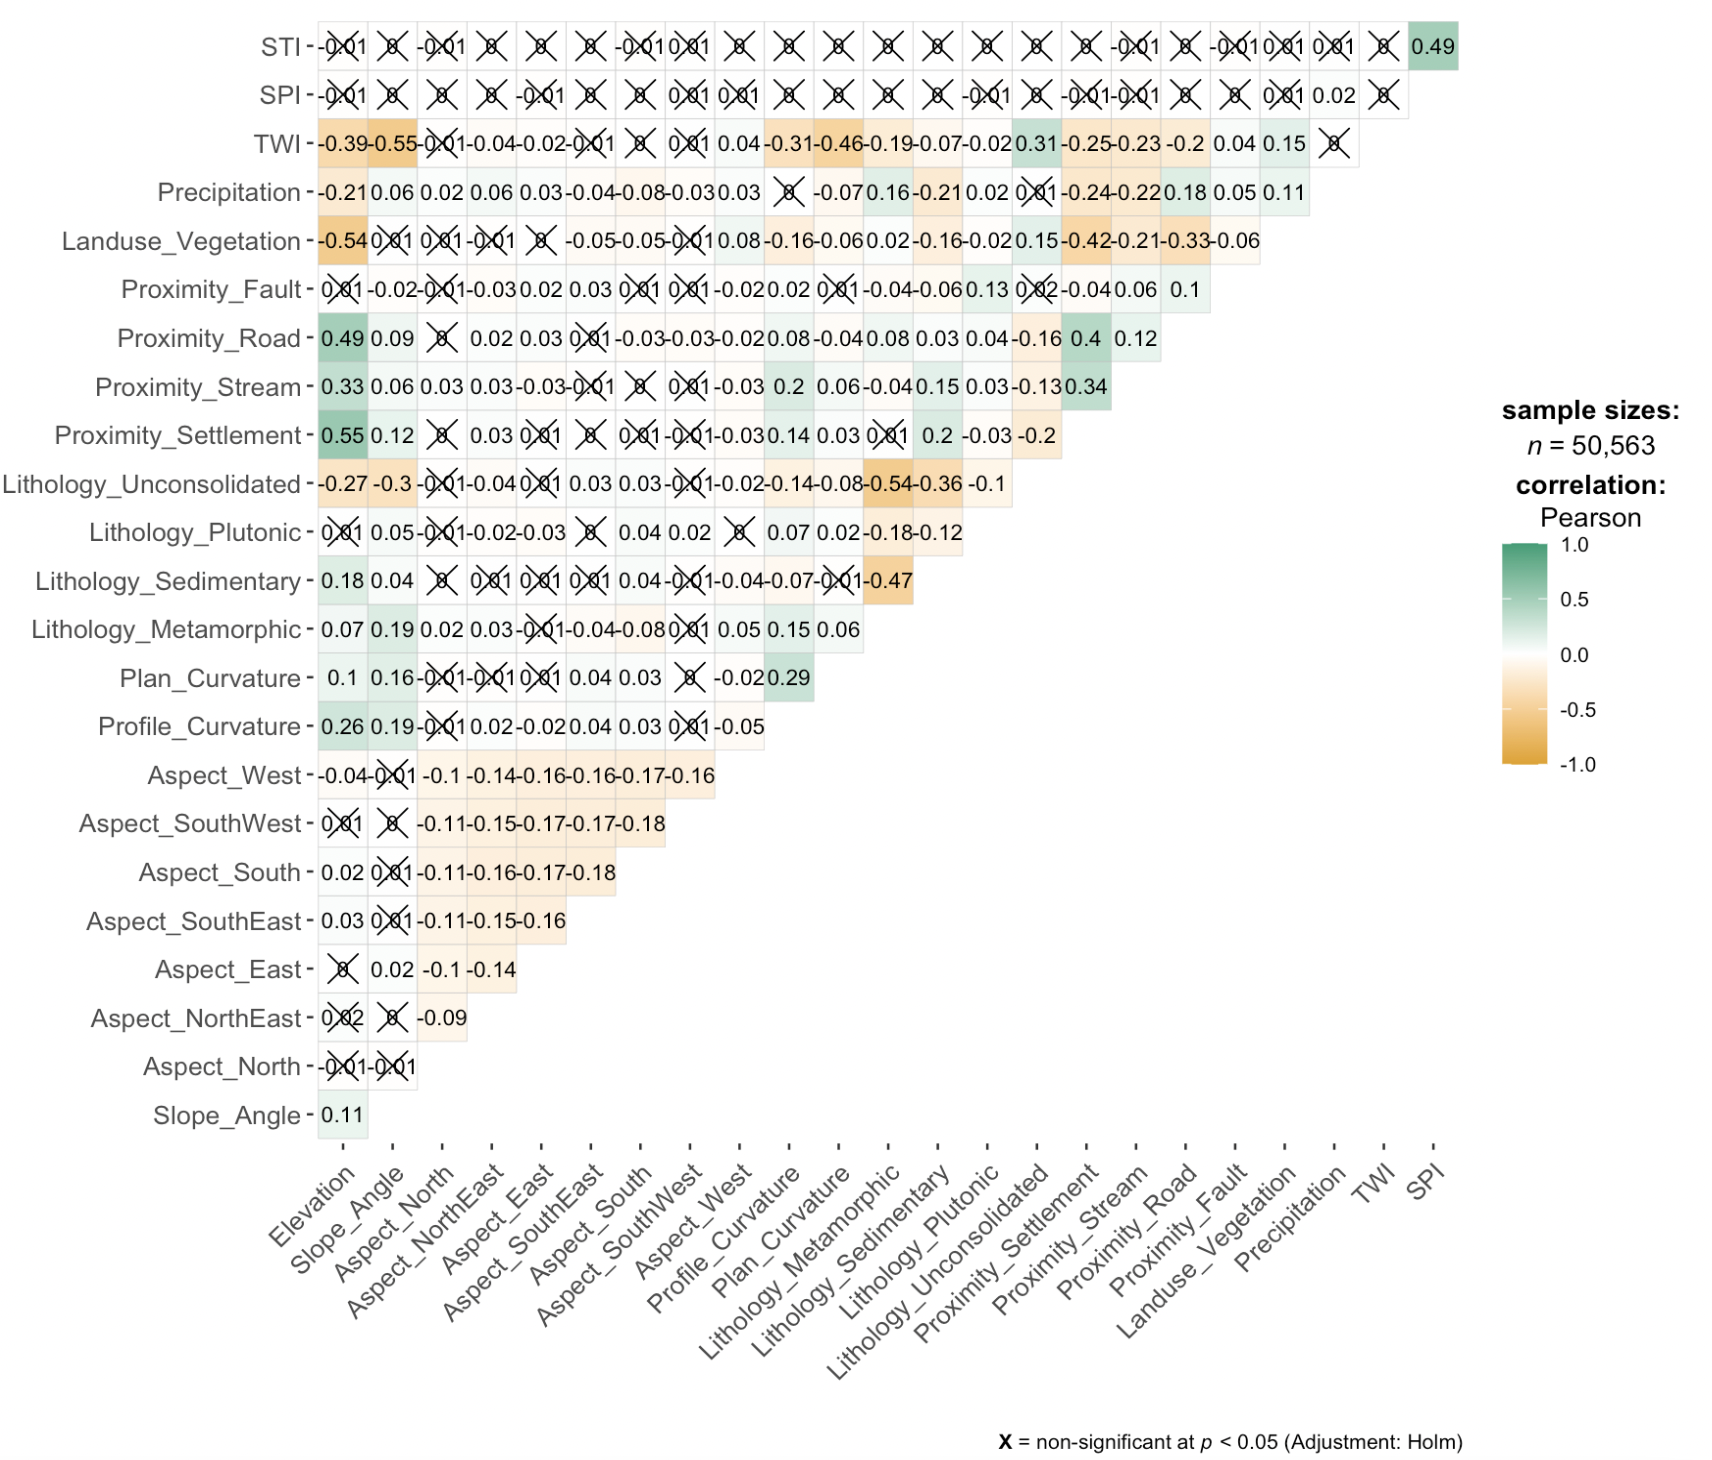 STI -0.01 0 -0.01 0 0 0 -0.01 0.01 0 0 0 0 0 0 0 0 -0.01 0 -0.01 0.01 0.01 0 0.49
SPI -0.01 0 0 0 -0.01 0 0 0.01 0.01 0 0 0 0 -0.01 0 -0.01 -0.01 0 0 0.01 0.02 0
TWI -0.39 -0.55 -0.01 -0.04 -0.02 -0.01 0 0.01 0.04 -0.31 -0.46 -0.19 -0.07 -0.02 0.31 -0.25 -0.23 -0.2 0.04 0.15 0
Precipitation -0.21 0.06 0.02 0.06 0.03 -0.04 -0.08 -0.03 0.03 0 -0.07 0.16 -0.21 0.02 0.01 -0.24 -0.22 0.18 0.05 0.11
Landuse_Vegetation -0.54 0.01 0.01 -0.01 0 -0.05 -0.05 -0.01 0.08 -0.16 -0.06 0.02 -0.16 -0.02 0.15 -0.42 -0.21 -0.33 -0.06
Proximity_Fault 0.01 -0.02 -0.01 -0.03 0.02 0.03 0.01 0.01 -0.02 0.02 0.01 -0.04 -0.06 0.13 0.02 -0.04 0.06 0.1
Proximity_Road 0.49 0.09 0 0.02 0.03 0.01 -0.03 -0.03 -0.02 0.08 -0.04 0.08 0.03 0.04 -0.16 0.4 0.12
Proximity_Stream 0.33 0.06 0.03 0.03 -0.03 -0.01 0 0.01 -0.03 0.2 0.06 -0.04 0.15 0.03 -0.13 0.34
Proximity_Settlement 0.55 0.12 0 0.03 0.01 0 0.01 -0.01 -0.03 0.14 0.03 0.01 0.2 -0.03 -0.2
Lithology_Unconsolidated -0.27 -0.3 -0.01 -0.04 0.01 0.03 0.03 -0.01 -0.02 -0.14 -0.08 -0.54 -0.36 -0.1
Lithology_Plutonic 0.01 0.05 -0.01 -0.02 -0.03 0 0.04 0.02 0 0.07 0.02 -0.18 -0.12
Lithology_Sedimentary 0.18 0.04 0 0.01 0.01 0.01 0.04 -0.01 -0.04 -0.07 -0.01 -0.47
Lithology_Metamorphic 0.07 0.19 0.02 0.03 -0.01 -0.04 -0.08 0.01 0.05 0.15 0.06
Plan_Curvature 0.1 0.16 -0.01 -0.01 0.01 0.04 0.03 0 -0.02 0.29
Profile_Curvature 0.26 0.19 -0.01 0.02 -0.02 0.04 0.03 0.01 -0.05
Aspect_West -0.04 -0.01 -0.1 -0.14 -0.16 -0.16 -0.17 -0.16
Aspect_SouthWest 0.01 0 -0.11 -0.15 -0.17 -0.17 -0.18
Aspect_South 0.02 0.01 -0.11 -0.16 -0.17 -0.18
Aspect_SouthEast 0.03 0.01 -0.11 -0.15 -0.16
Aspect_East 0 0.02 -0.1 -0.14
Aspect_NorthEast 0.02 0 -0.09
Aspect_North -0.01 -0.01
Slope_Angle 0.11
Elevation
Slope_Angle
Aspect_North
Aspect_NorthEast
Aspect_East
Aspect_SouthEast
Aspect_South
Aspect_SouthWest
Aspect_West
Profile_Curvature
Plan_Curvature
Lithology_Metamorphic
Lithology_Sedimentary
Lithology_Plutonic
Lithology_Unconsolidated
Proximity_Settlement
Proximity_Stream
Proximity_Road
Proximity_Fault
Landuse_Vegetation
Precipitation
TWI
SPI
sample sizes:
n = 50,563
correlation:
Pearson
1.0
0.5
0.0
-0.5
-1.0
X = non-significant at p < 0.05 (Adjustment: Holm)